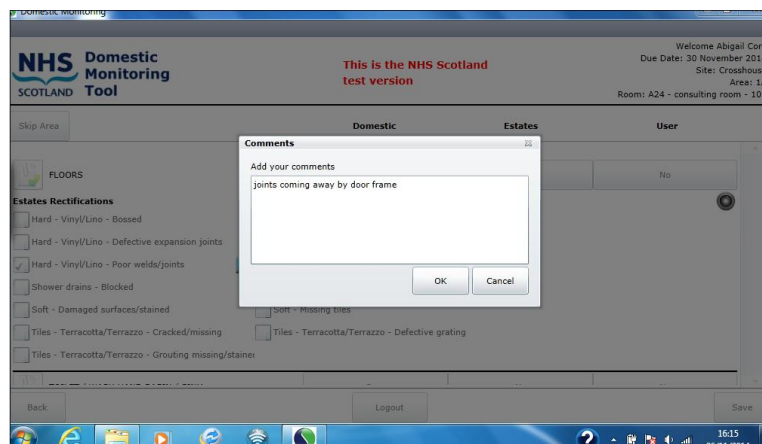 Domestic Monitoring
Welcome Abigail Cor
NHS Domestic
Monitoring
SCOTLAND Tool
This is the NHS Scotland
test version
Due Date: 30 November 201
Site: Crosshous
Area: 1
Room: A24 - consulting room - 10
Skip Area
Domestic
Estates
User
Comments
Add your comments
joints coming away by door frame
OK
Cancel
FLOORS
No
Estates Rectifications
Hard - Vinyl/Lino - Bossed
Hard - Vinyl/Lino - Defective expansion joints
Hard - Vinyl/Lino - Poor welds/joints
Shower drains - Blocked
Soft - Damaged surfaces/stained
Soft - Missing tiles
Tiles - Terracotta/Terrazzo - Cracked/missing
Tiles - Terracotta/Terrazzo - Defective grating
Tiles - Terracotta/Terrazzo - Grouting missing/stainer
Back
Logout
Save
16:15